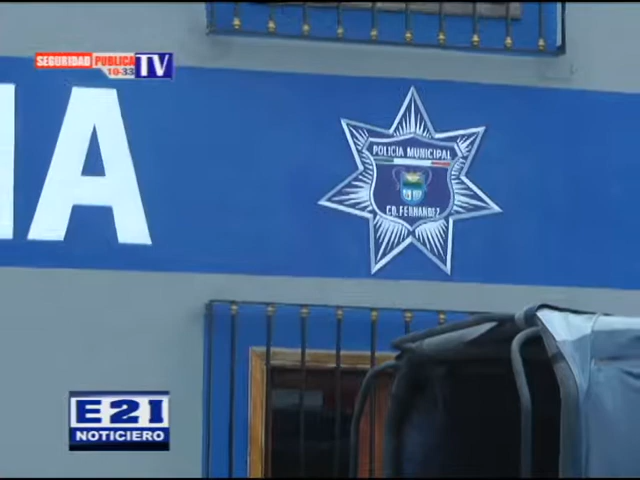 SEGURIDAD PUBLICA TV
10-33
IA
POLICIA MUNICIPAL
CD. FERNANDEZ
E21
NOTICIERO